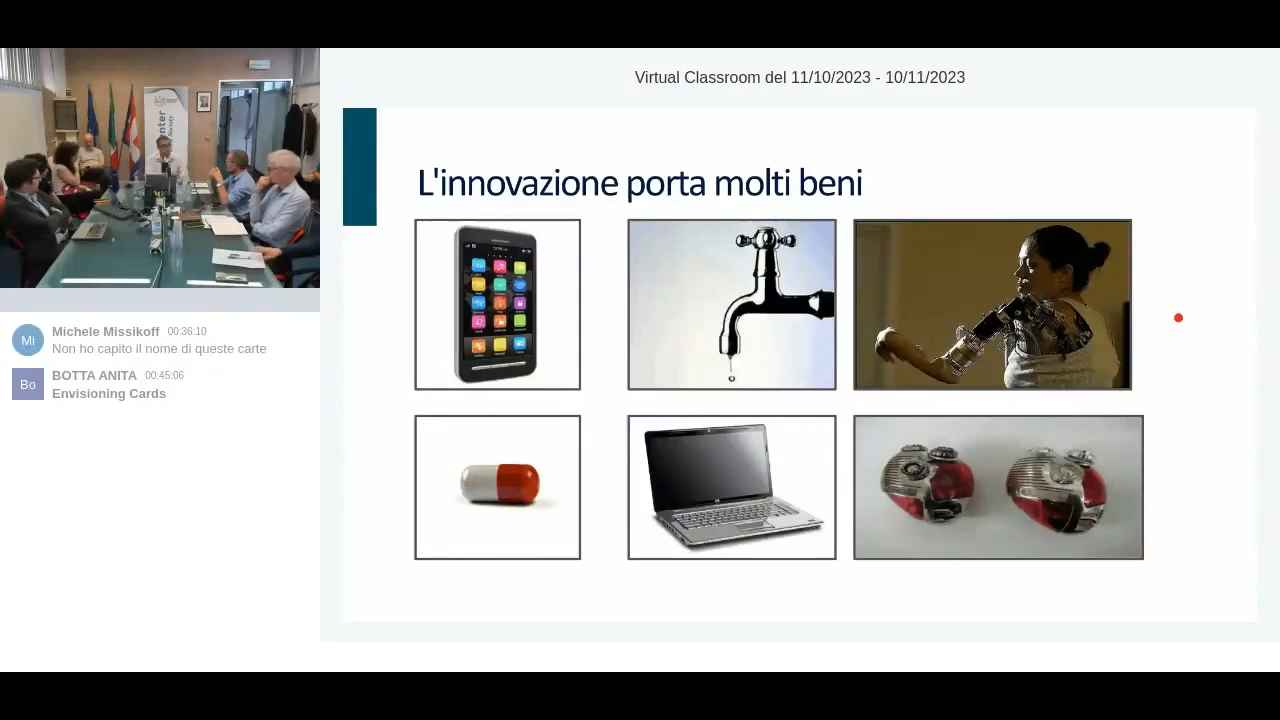 Virtual Classroom del 11/10/2023 - 10/11/2023
L'innovazione porta molti beni
Mi
Michele Missikoff 00:36:10
Non ho capito il nome di queste carte
Bo
BOTTA ANITA 00:45:06
Envisioning Cards